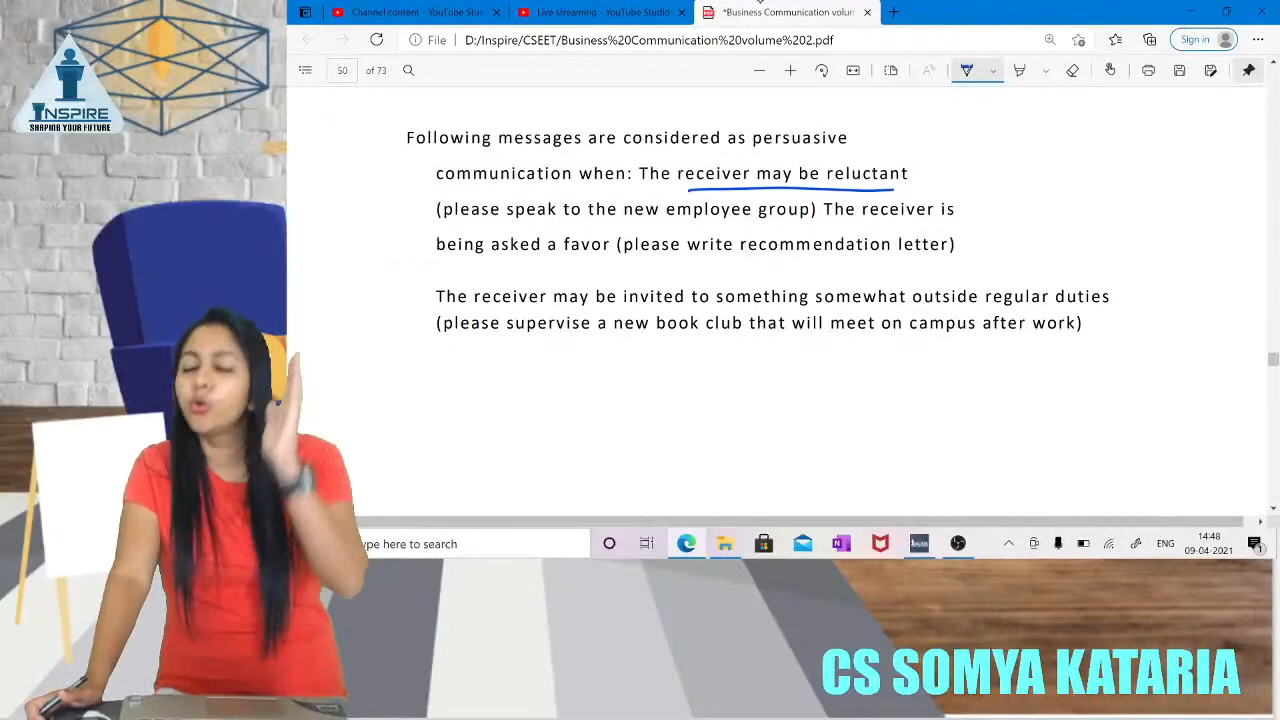 Channel content - YouTube Stu
Live streaming - YouTube Studio
*Business Communication volun
File D:/Inspire/CSEET/Business%20Communication%20volume%202.pdf
Sign in
50 of 73
INSPIRE
SHAPING YOUR FUTURE
Following messages are considered as persuasive
communication when: The receiver may be reluctant
(please speak to the new employee group) The receiver is
being asked a favor (please write recommendation letter)
The receiver may be invited to something somewhat outside regular duties
(please supervise a new book club that will meet on campus after work)
ype here to search
ENG
14:48
09-04-2021
CS SOMYA KATARIA